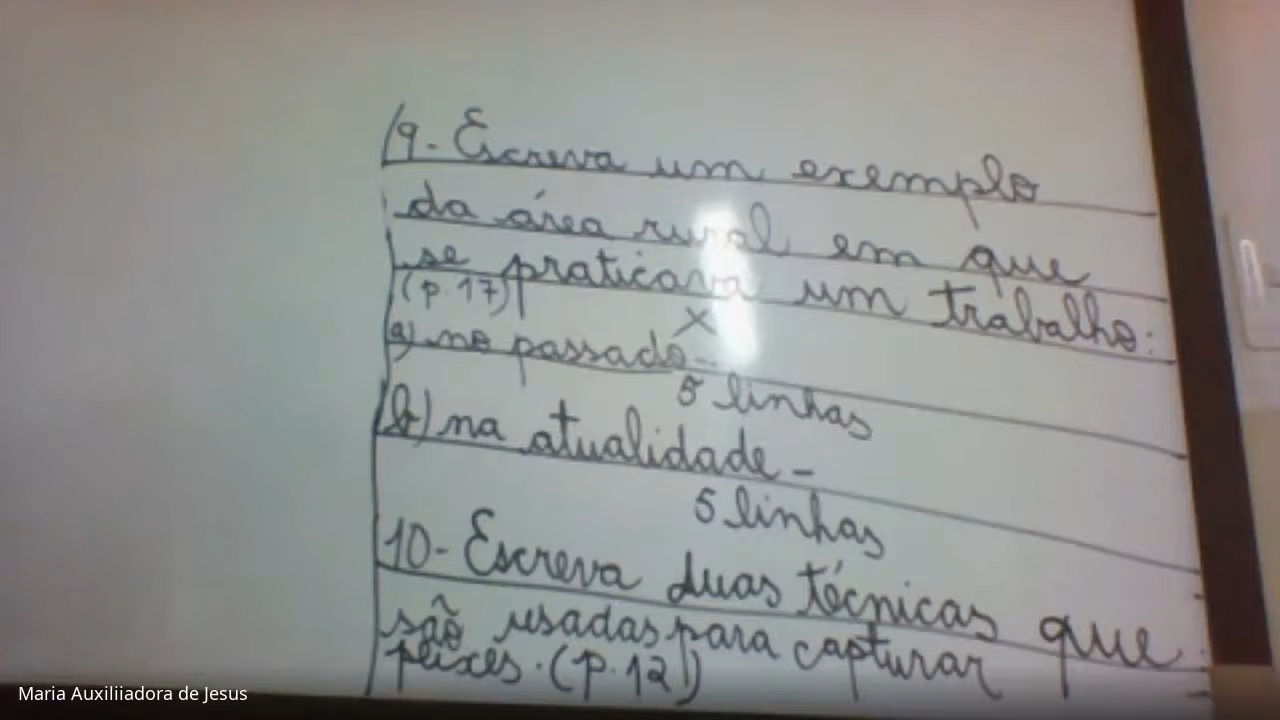 9- Escreva um exemplo
da área rural em que
se praticava um trabalho:
(p. 17)
X
a) no passado-
5 linhas
b) na atualidade -
5 linhas
10- Escreva duas técnicas que
são usadas para capturar
peixes. (p. 12)
Maria Auxiliiadora de Jesus